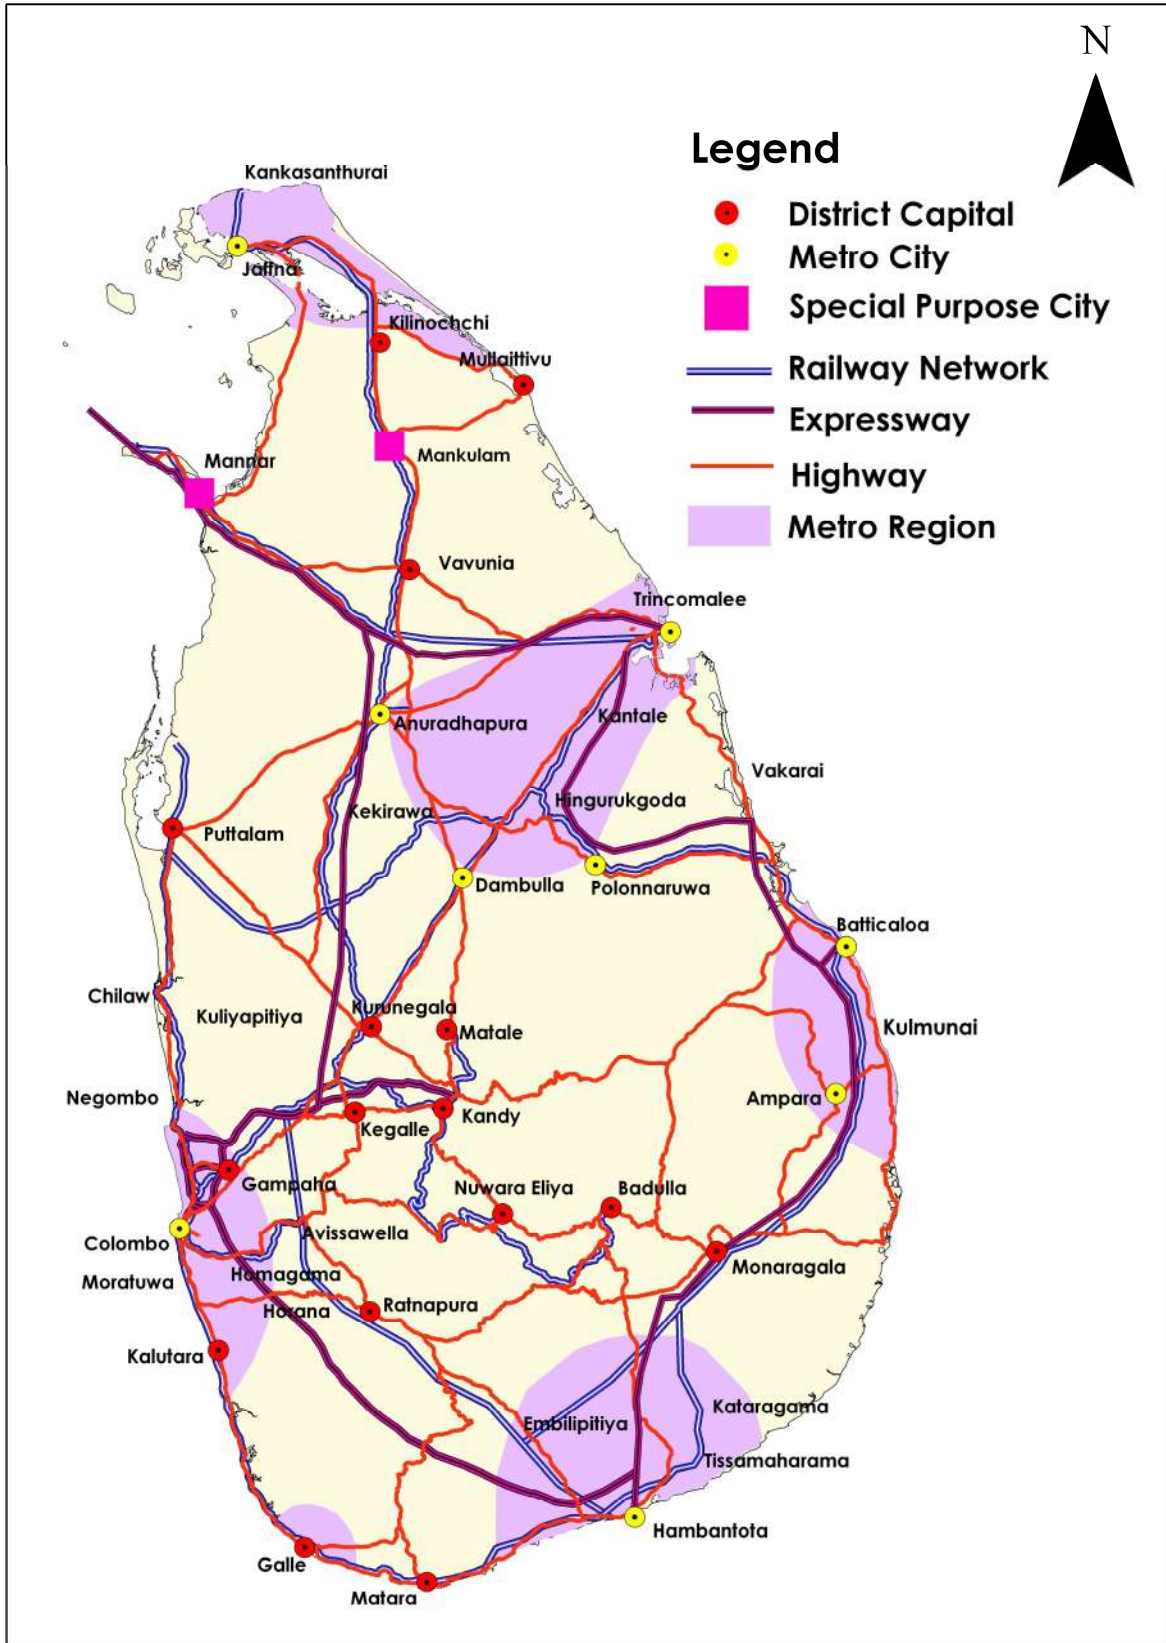 N
Legend
District Capital
Metro City
Special Purpose City
Railway Network
Expressway
Highway
Metro Region
Kankasanthurai
Jaffna
Kilinochchi
Mullaittivu
Mannar
Mankulam
Vavunia
Trincomalee
Anuradhapura
Kantale
Vakarai
Kekirawa
Hingurukgoda
Puttalam
Dambulla
Polonnaruwa
Batticaloa
Chilaw
Kuliyapitiya
Kurunegala
Matale
Kulmunai
Negombo
Ampara
Kegalle
Kandy
Gampaha
Nuwara Eliya
Badulla
Colombo
Avissawella
Moratuwa
Homagama
Monaragala
Horana
Ratnapura
Kalutara
Embilipitiya
Kataragama
Tissamaharama
Hambantota
Galle
Matara